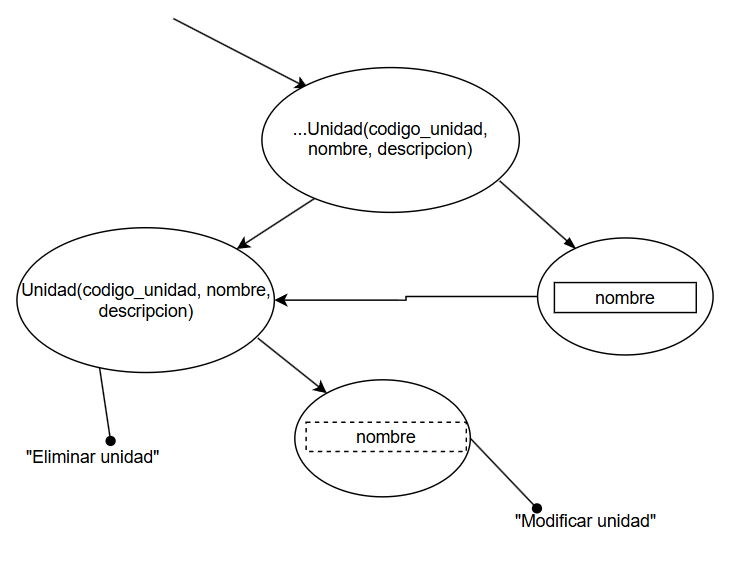 ...Unidad(codigo_unidad,
nombre, descripcion)
Unidad(codigo_unidad, nombre,
descripcion)
nombre
nombre
"Eliminar unidad"
"Modificar unidad"